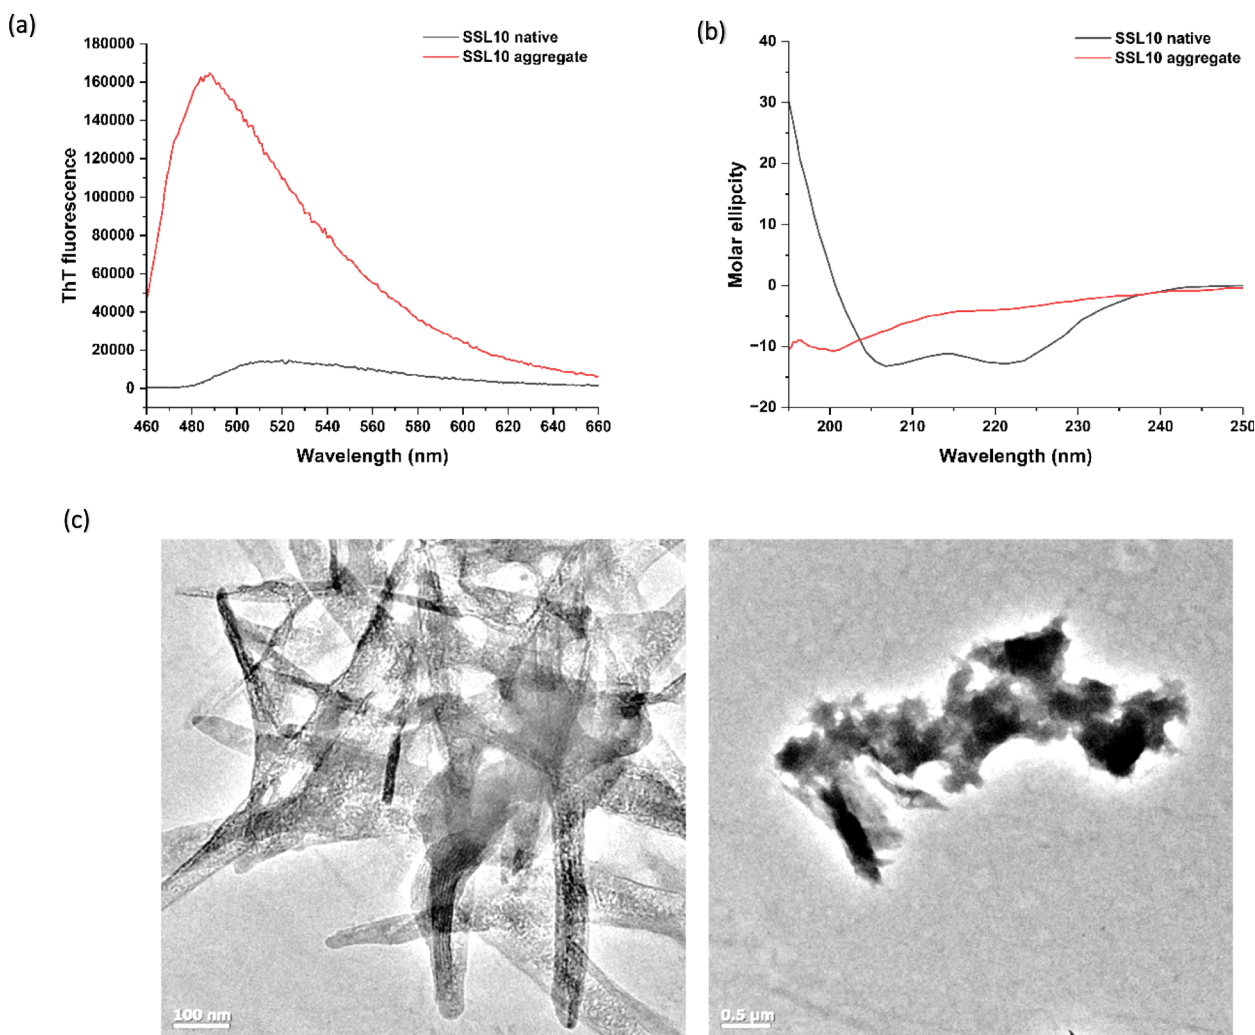 (a)
SSL10 native
SSL10 aggregate
180000
160000
140000
120000
100000
80000
60000
40000
20000
0
ThT fluorescence
460 480 500 520 540 560 580 600 620 640 660
Wavelength (nm)
(b)
SSL10 native
SSL10 aggregate
40
30
20
10
0
−10
−20
Molar ellipcity
200 210 220 230 240 250
Wavelength (nm)
(c)
100 nm
0.5 µm